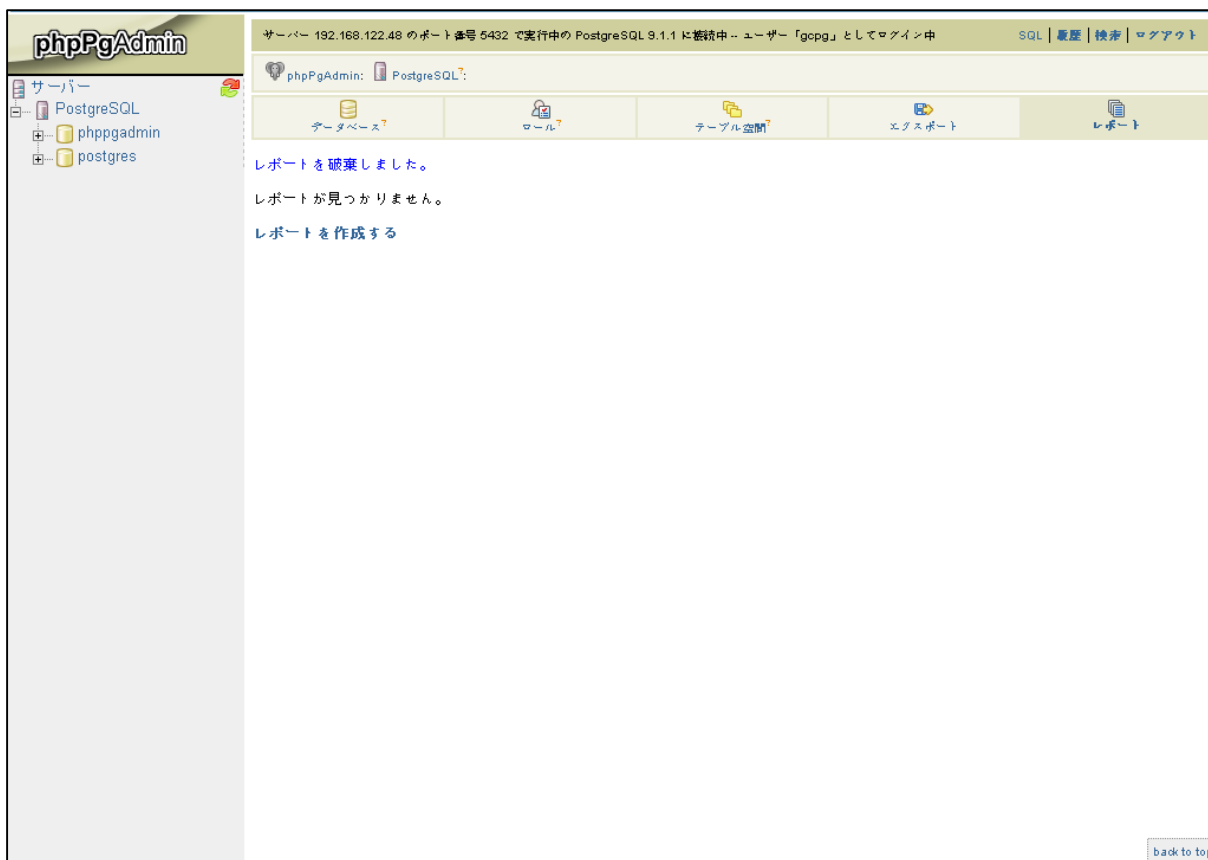 phpPgAdmin
サーバー 192.168.122.48 のポート番号 5432 で実行中の PostgreSQL 9.1.1 に接続中 -- ユーザー「gcpg」としてログイン中
SQL | 履歴 | 検索 | ログアウト
phpPgAdmin: PostgreSQL?:
サーバー
PostgreSQL
phppgadmin
postgres
データベース?
ロール?
テーブル空間?
エクスポート
レポート
レポートを破棄しました。
レポートが見つかりません。
レポートを作成する
back to top